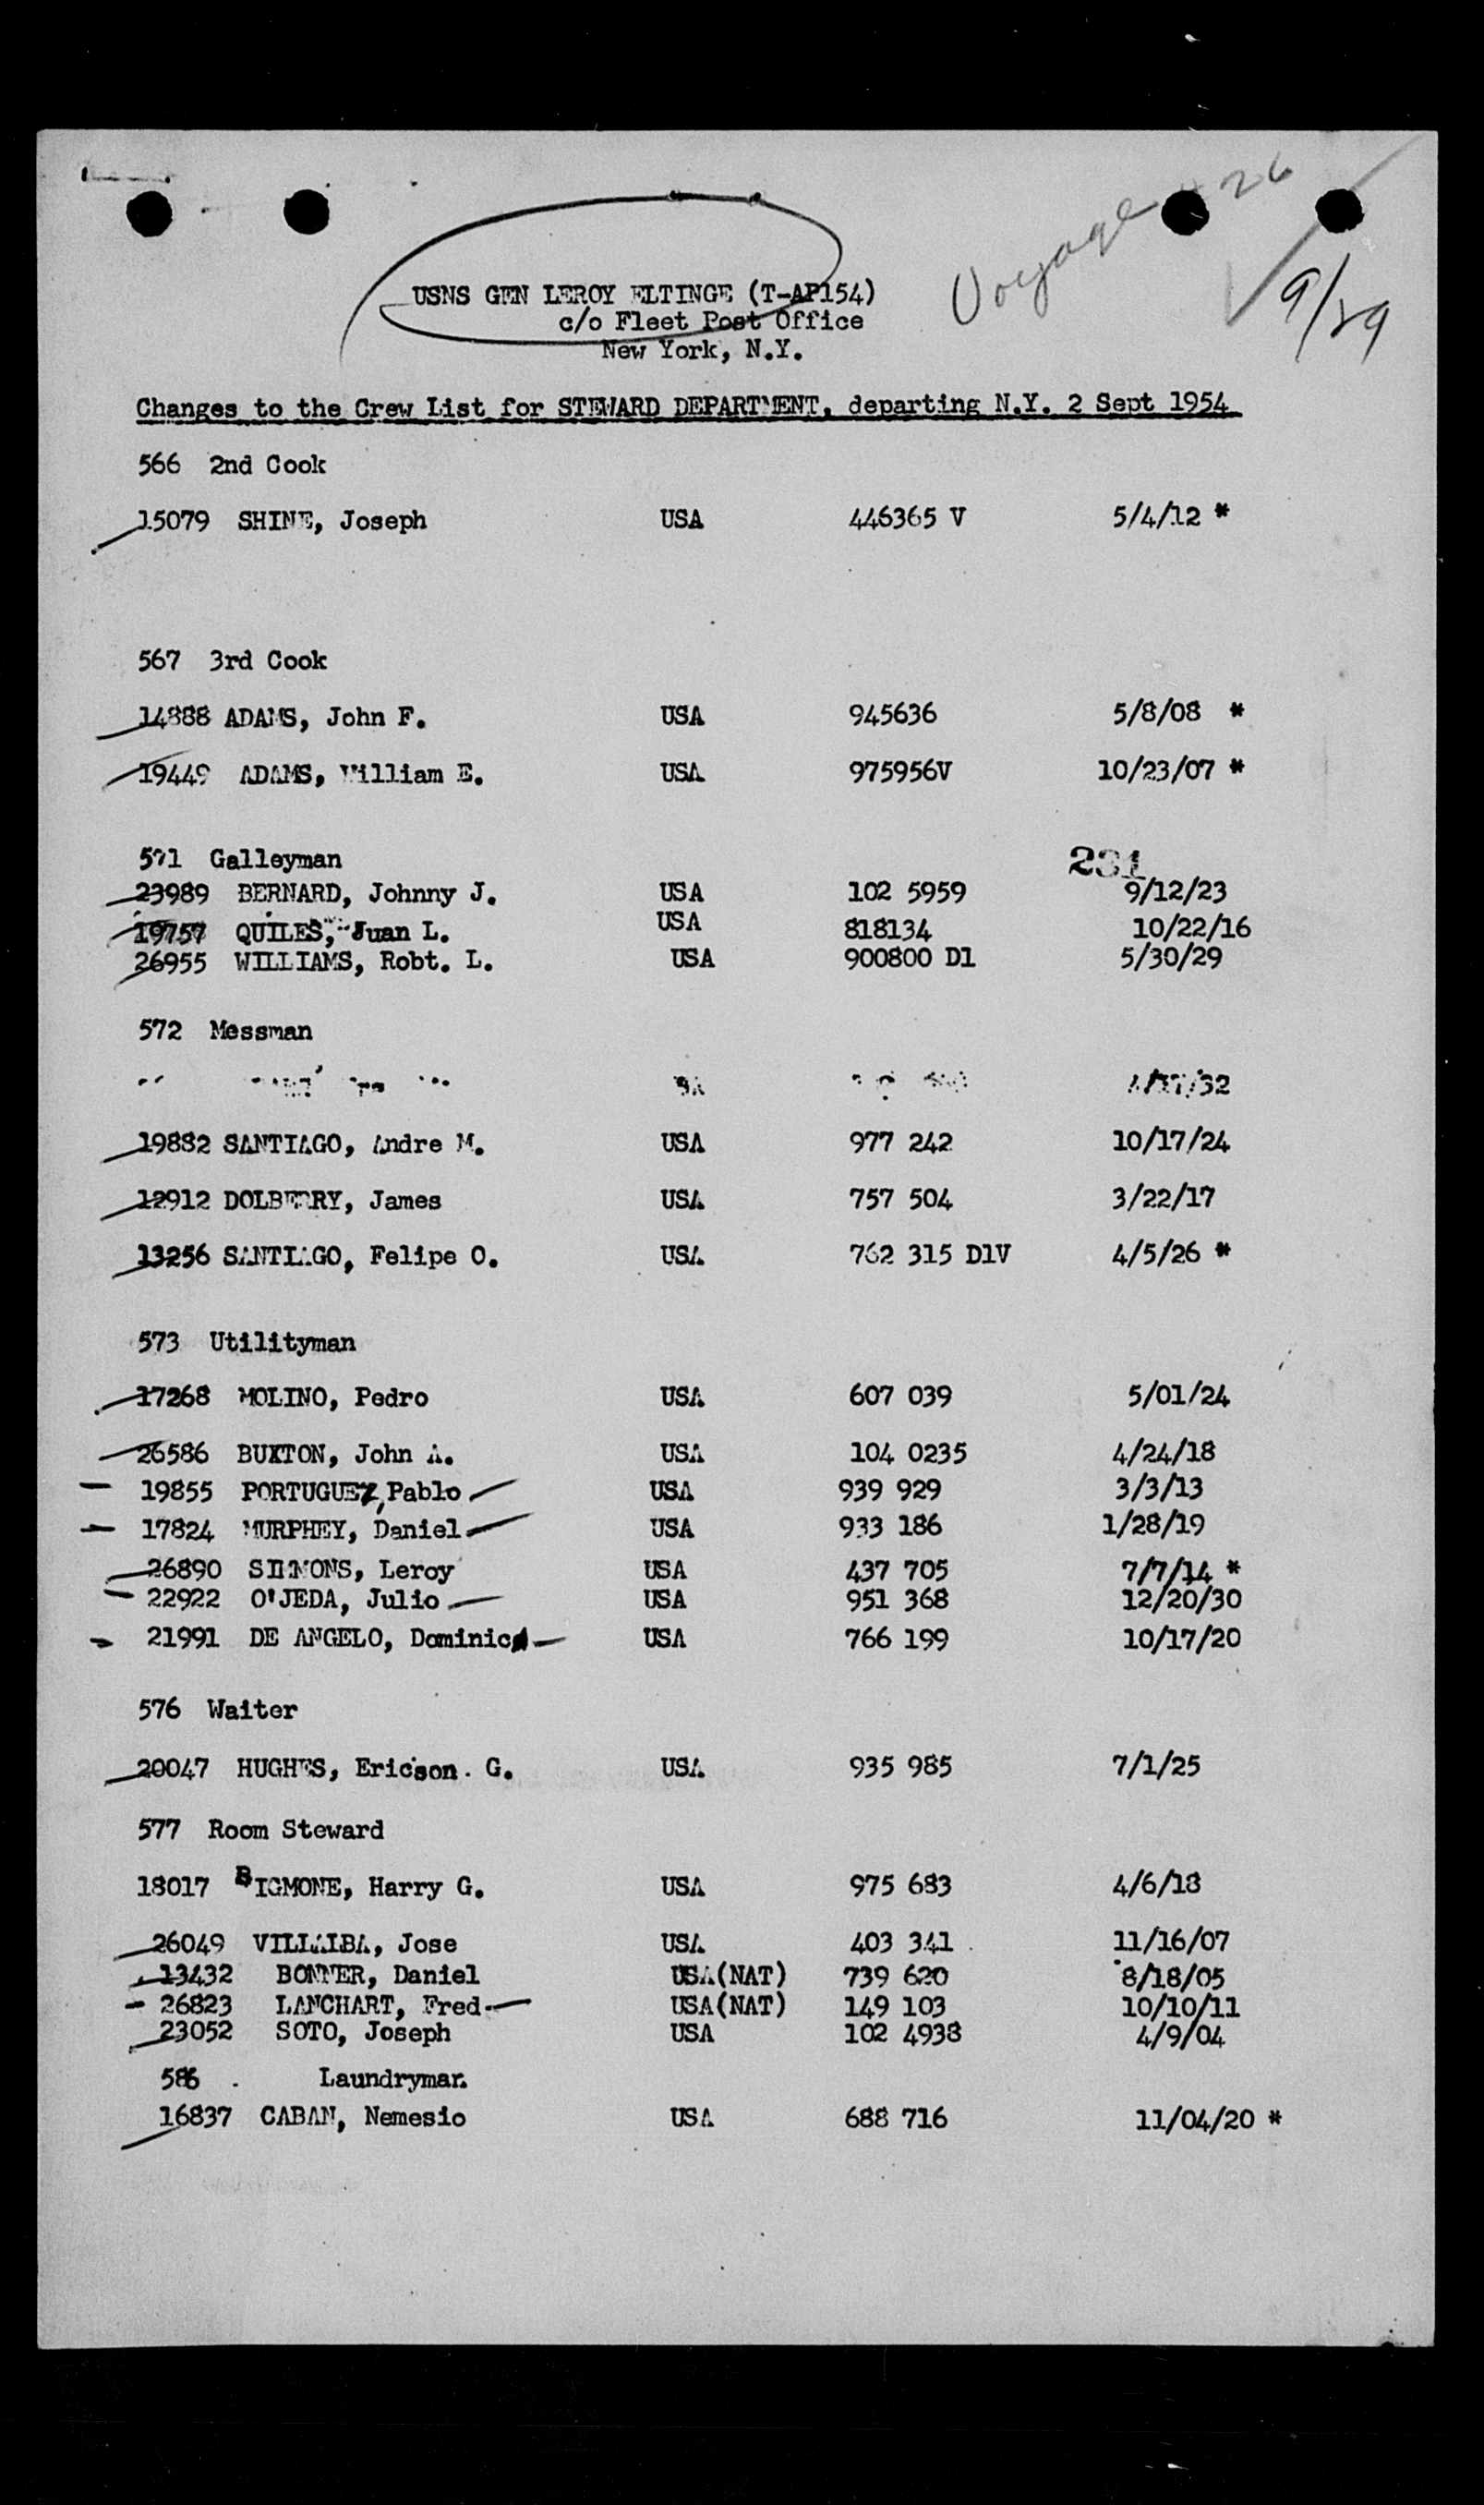 Voyage 26
9/29
USNS GEN LEROY ELTINGE (T-AP154)
c/o Fleet Post Office
New York, N.Y.
Changes to the Crew List for STEWARD DEPARTMENT, departing N.Y. 2 Sept 1954
566 2nd Cook
15079 SHINE, Joseph USA 446365 V 5/4/12 *
567 3rd Cook
14888 ADAMS, John F. USA 945636 5/8/08 *
19449 ADAMS, William E. USA 975956V 10/23/07 *
571 Galleyman
231
23989 BERNARD, Johnny J. USA 102 5959 9/12/23
19757 QUILES, Juan L. USA 818134 10/22/16
26955 WILLIAMS, Robt. L. USA 900800 D1 5/30/29
572 Messman
19882 SANTIAGO, Andre M. USA 977 242 10/17/24
12912 DOLBERRY, James USA 757 504 3/22/17
13256 SANTIAGO, Felipe O. USA 762 315 D1V 4/5/26 *
573 Utilityman
17268 MOLINO, Pedro USA 607 039 5/01/24
26586 BUXTON, John A. USA 104 0235 4/24/18
19855 PORTUGUEZ, Pablo USA 939 929 3/3/13
17824 MURPHEY, Daniel USA 933 186 1/28/19
26890 SIMMONS, Leroy USA 437 705 7/7/14 *
22922 O'JEDA, Julio USA 951 368 12/20/30
21991 DE ANGELO, Dominic USA 766 199 10/17/20
576 Waiter
20047 HUGHES, Ericson G. USA 935 985 7/1/25
577 Room Steward
18017 BIGMONE, Harry G. USA 975 683 4/6/18
26049 VILLALBA, Jose USA 403 341 11/16/07
13432 BONNER, Daniel USA(NAT) 739 620 8/18/05
26823 LANCHART, Fred USA(NAT) 149 103 10/10/11
23052 SOTO, Joseph USA 102 4938 4/9/04
586 Laundryman
16837 CABAN, Nemesio USA 688 716 11/04/20 *